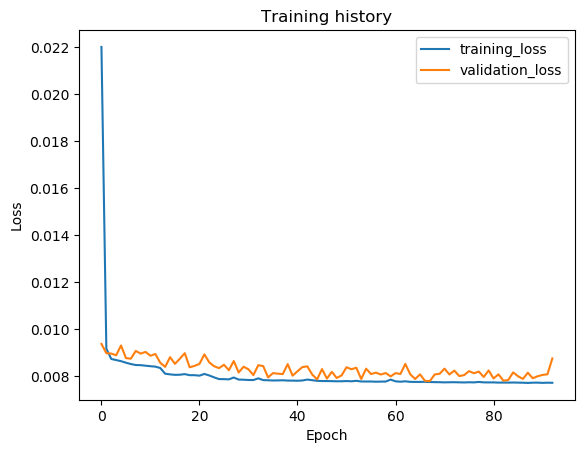 Training history
training_loss
validation_loss
0.022
0.020
0.018
0.016
0.014
0.012
0.010
0.008
Loss
0 20 40 60 80
Epoch